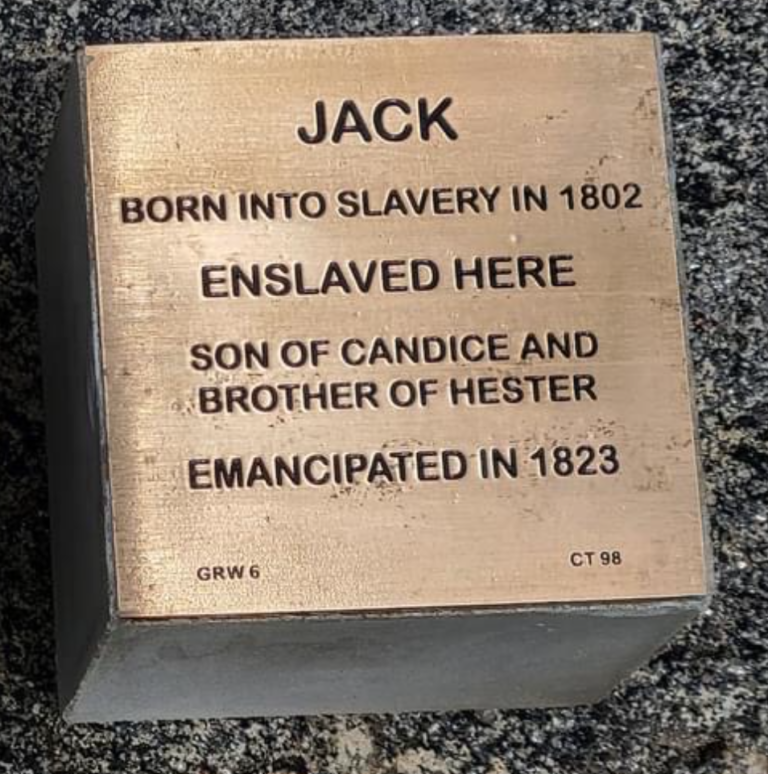 JACK
BORN INTO SLAVERY IN 1802
ENSLAVED HERE
SON OF CANDICE AND
BROTHER OF HESTER
EMANCIPATED IN 1823
GRW 6 CT 98